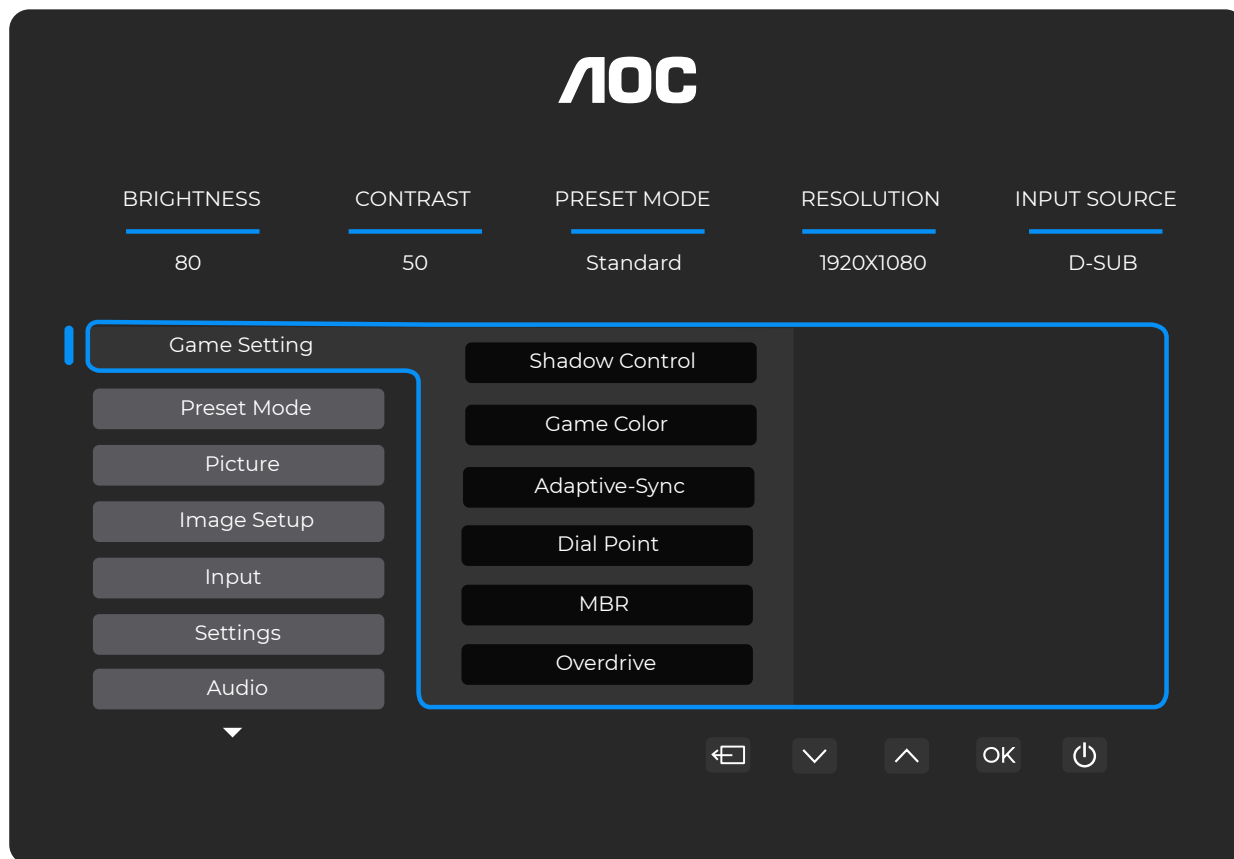 AOC
BRIGHTNESS CONTRAST PRESET MODE RESOLUTION INPUT SOURCE
80 50 Standard 1920X1080 D-SUB
Game Setting
Preset Mode
Picture
Image Setup
Input
Settings
Audio
Shadow Control
Game Color
Adaptive-Sync
Dial Point
MBR
Overdrive
OK